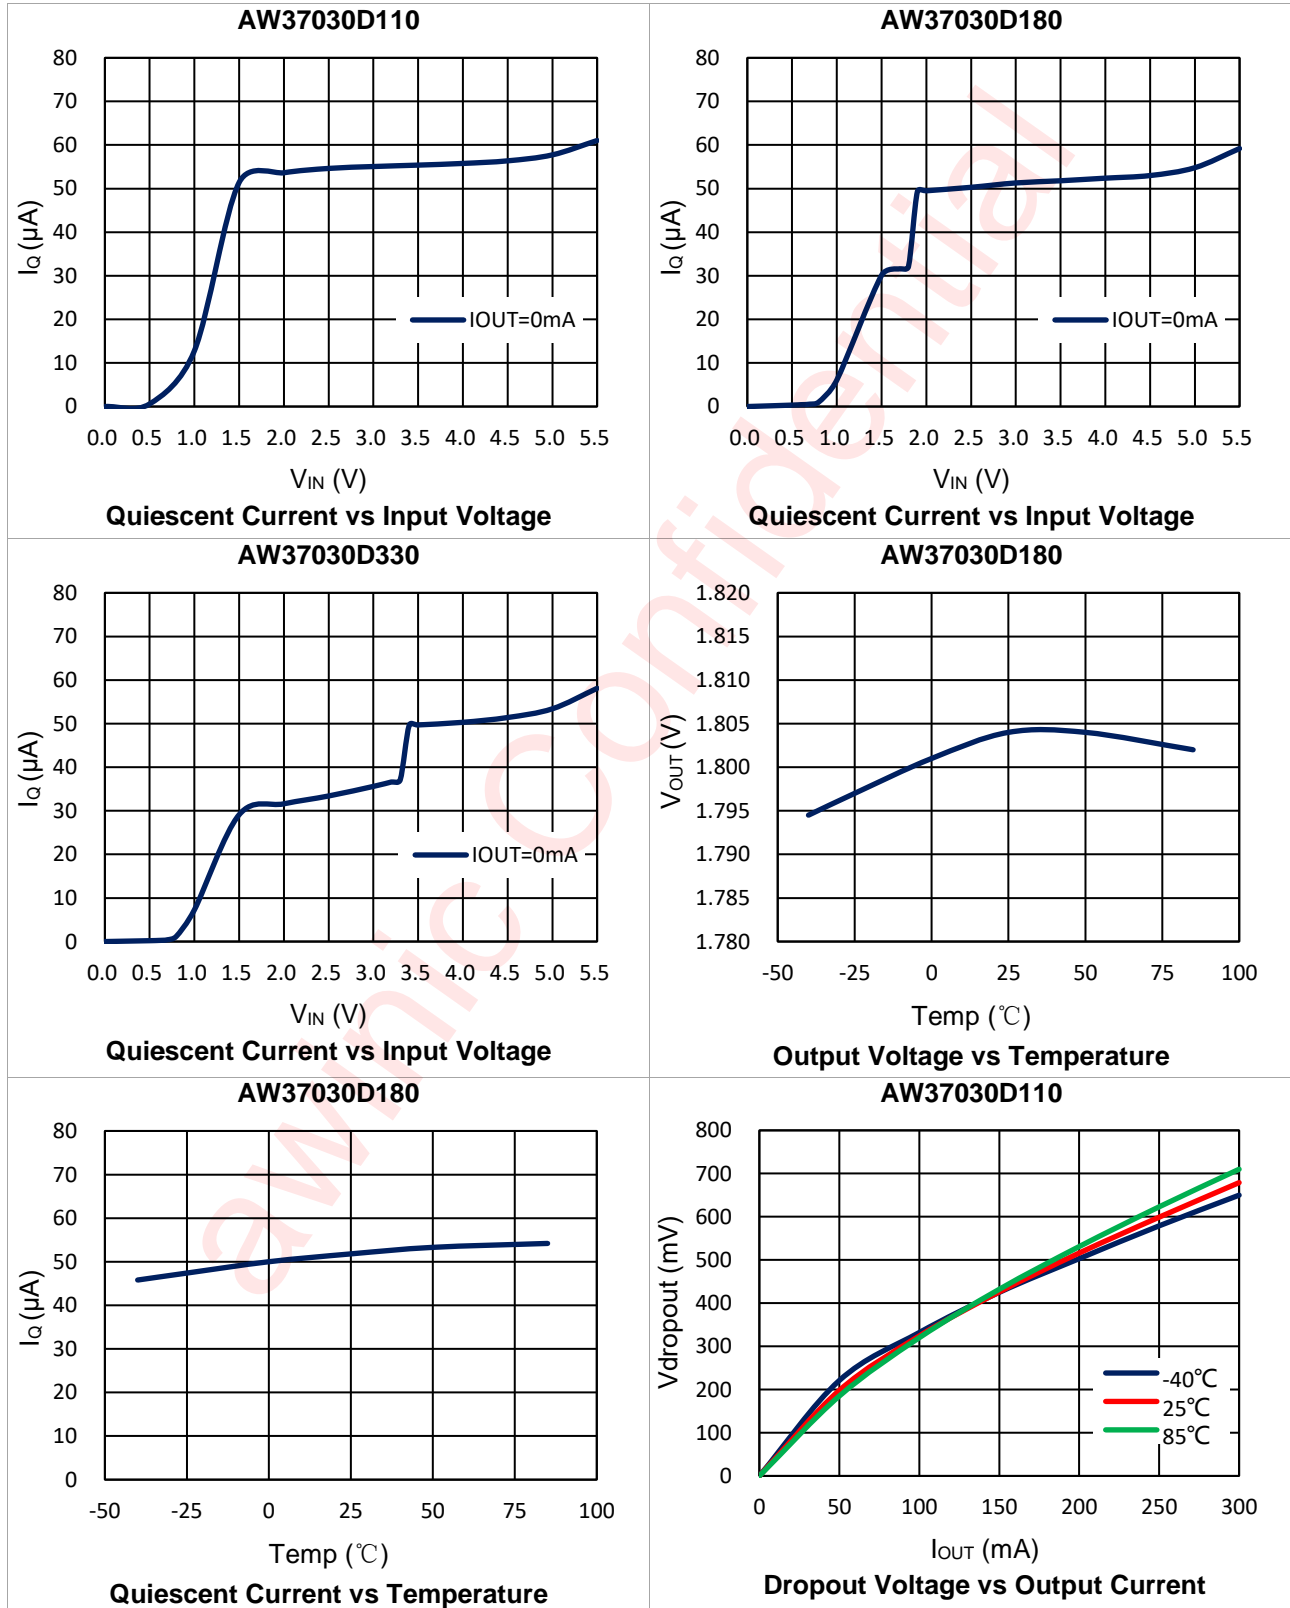 AW37030D110
80
70
60
50
40
30
20
10
0
IQ (µA)
IOUT=0mA
0.0 0.5 1.0 1.5 2.0 2.5 3.0 3.5 4.0 4.5 5.0 5.5
VIN (V)
Quiescent Current vs Input Voltage
AW37030D180
80
70
60
50
40
30
20
10
0
IQ (µA)
IOUT=0mA
0.0 0.5 1.0 1.5 2.0 2.5 3.0 3.5 4.0 4.5 5.0 5.5
VIN (V)
Quiescent Current vs Input Voltage
AW37030D330
80
70
60
50
40
30
20
10
0
IQ (µA)
IOUT=0mA
0.0 0.5 1.0 1.5 2.0 2.5 3.0 3.5 4.0 4.5 5.0 5.5
VIN (V)
Quiescent Current vs Input Voltage
AW37030D180
1.820
1.815
1.810
1.805
1.800
1.795
1.790
1.785
1.780
VOUT (V)
-50 -25 0 25 50 75 100
Temp (℃)
Output Voltage vs Temperature
AW37030D180
80
70
60
50
40
30
20
10
0
IQ (µA)
-50 -25 0 25 50 75 100
Temp (℃)
Quiescent Current vs Temperature
AW37030D110
800
700
600
500
400
300
200
100
0
Vdropout (mV)
-40℃
25℃
85℃
0 50 100 150 200 250 300
IOUT (mA)
Dropout Voltage vs Output Current
awinic Confidential